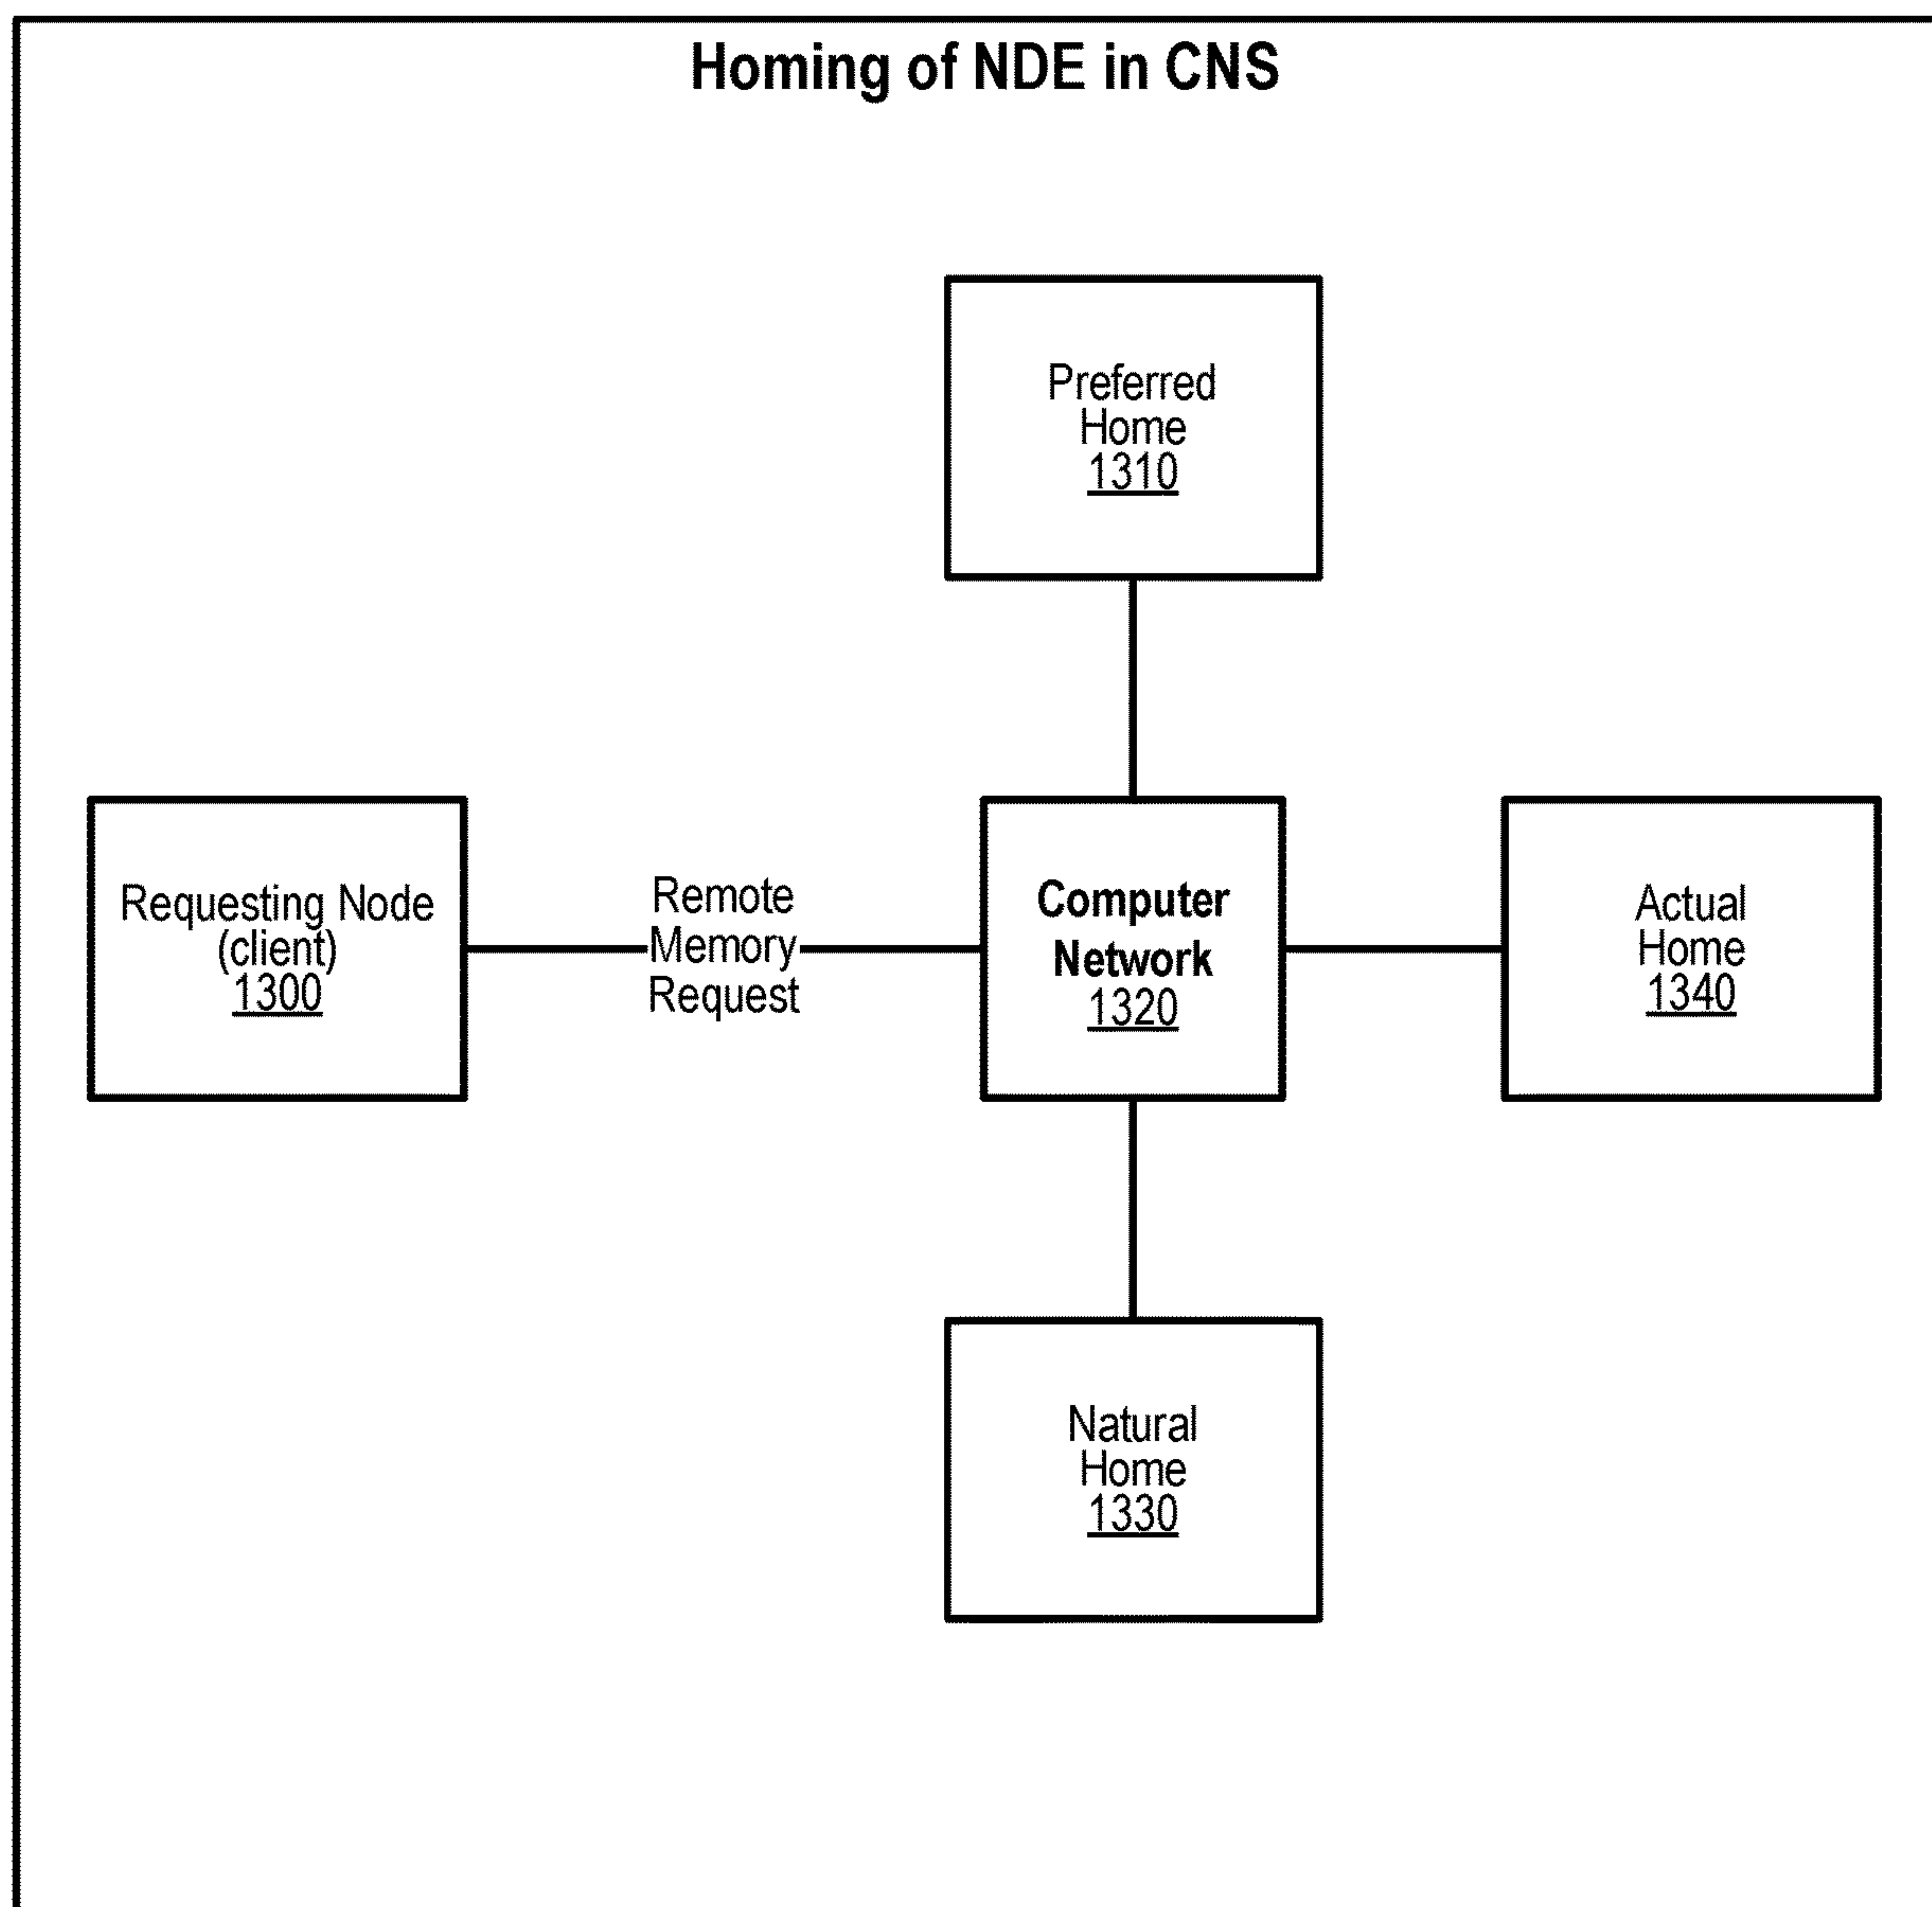 Homing of NDE in CNS
Preferred
Home
1310
Requesting Node
(client)
1300
Remote
Memory
Request
Computer
Network
1320
Actual
Home
1340
Natural
Home
1330